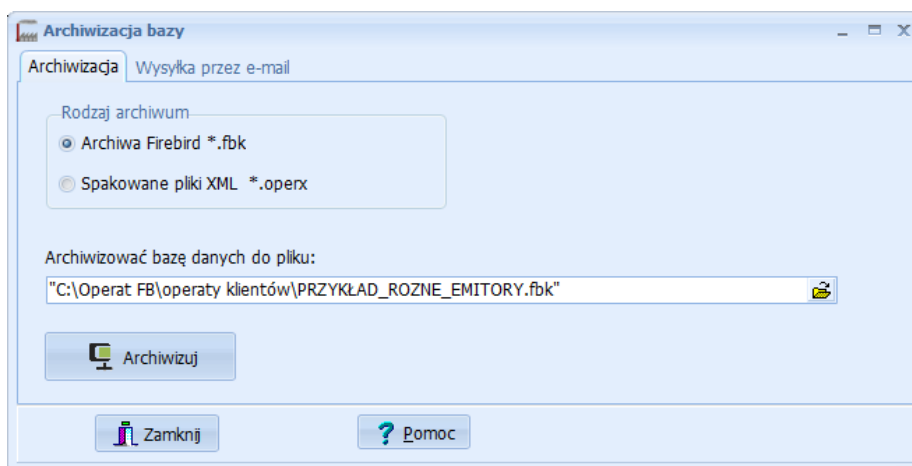 Archiwizacja bazy
Archiwizacja Wysyłka przez e-mail
Rodzaj archiwum
Archiwa Firebird *.fbk
Spakowane pliki XML *.operx
Archiwizować bazę danych do pliku:
"C:\Operat FB\operaty klientów\PRZYKŁAD_ROZNE_EMITORY.fbk"
Archiwizuj
Zamknij Pomoc